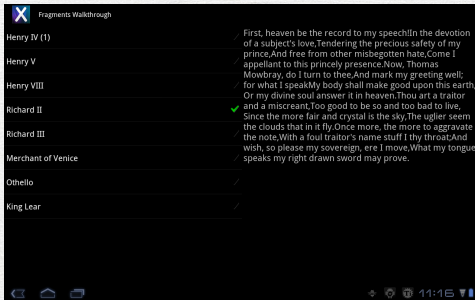 Fragments Walkthrough
Henry IV (1)
Henry V
Henry VIII
Richard II
Richard III
Merchant of Venice
Othello
King Lear
First, heaven be the record to my speech!In the devotion
of a subject's love,Tendering the precious safety of my
prince,And free from other misbegotten hate,Come I
appellant to this princely presence.Now, Thomas
Mowbray, do I turn to thee,And mark my greeting well;
for what I speakMy body shall make good upon this earth,
Or my divine soul answer it in heaven.Thou art a traitor
and a miscreant,Too good to be so and too bad to live,
Since the more fair and crystal is the sky,The uglier seem
the clouds that in it fly.Once more, the more to aggravate
the note,With a foul traitor's name stuff I thy throat;And
wish, so please my sovereign, ere I move,What my tongue
speaks my right drawn sword may prove.
11:16